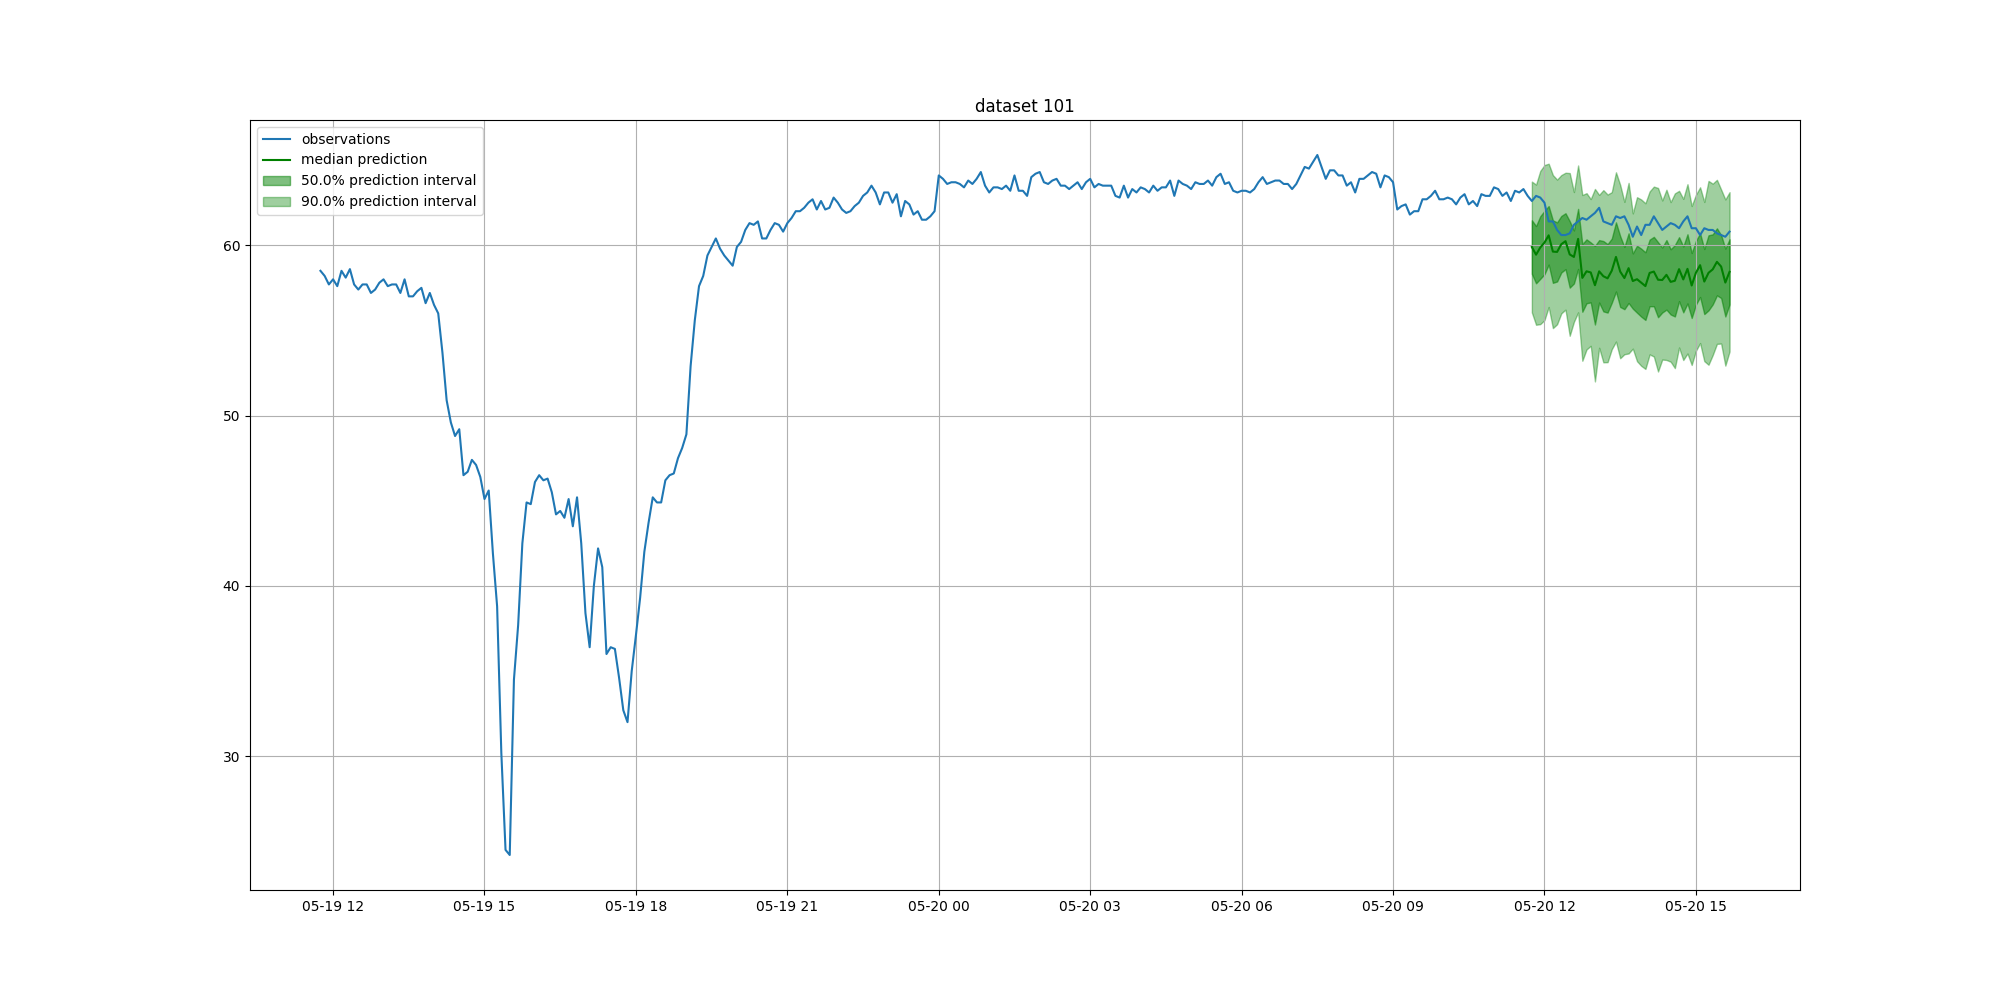 dataset 101
observations
median prediction
50.0% prediction interval
90.0% prediction interval
60
50
40
30
05-19 12
05-19 15
05-19 18
05-19 21
05-20 00
05-20 03
05-20 06
05-20 09
05-20 12
05-20 15